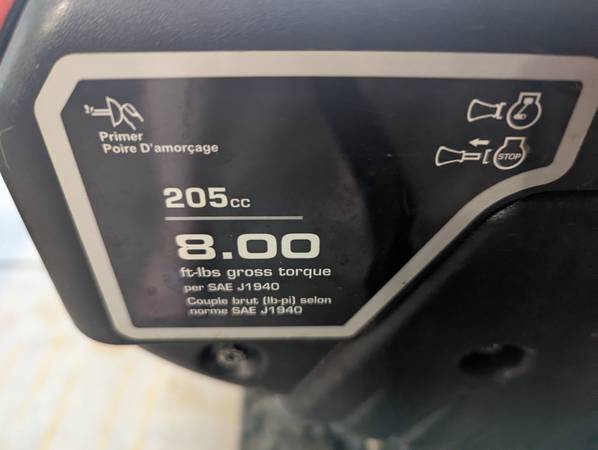 Primer
Poire D'amorçage
STOP
205cc
8.00
ft-lbs gross torque
per SAE J1940
Couple brut (lb-pi) selon
norme SAE J1940